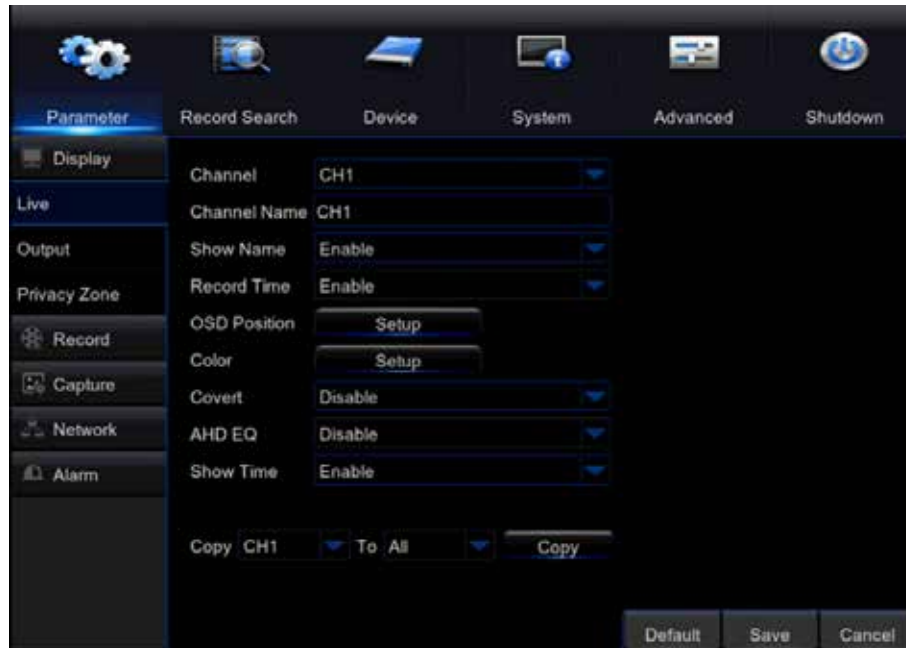 Parameter Record Search Device System Advanced Shutdown
Display
Live
Output
Privacy Zone
Record
Capture
Network
Alarm
Channel CH1
Channel Name CH1
Show Name Enable
Record Time Enable
OSD Position Setup
Color Setup
Covert Disable
AHD EQ Disable
Show Time Enable
Copy CH1 To All Copy
Default Save Cancel